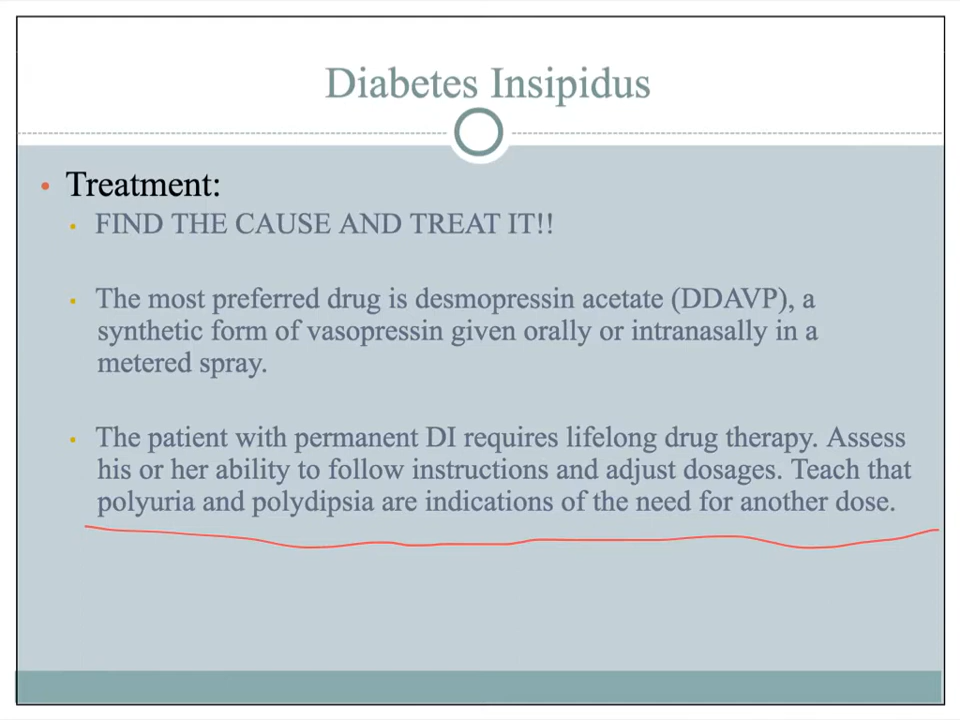 Diabetes Insipidus
• Treatment:
• FIND THE CAUSE AND TREAT IT!!
• The most preferred drug is desmopressin acetate (DDAVP), a
synthetic form of vasopressin given orally or intranasally in a
metered spray.
• The patient with permanent DI requires lifelong drug therapy. Assess
his or her ability to follow instructions and adjust dosages. Teach that
polyuria and polydipsia are indications of the need for another dose.